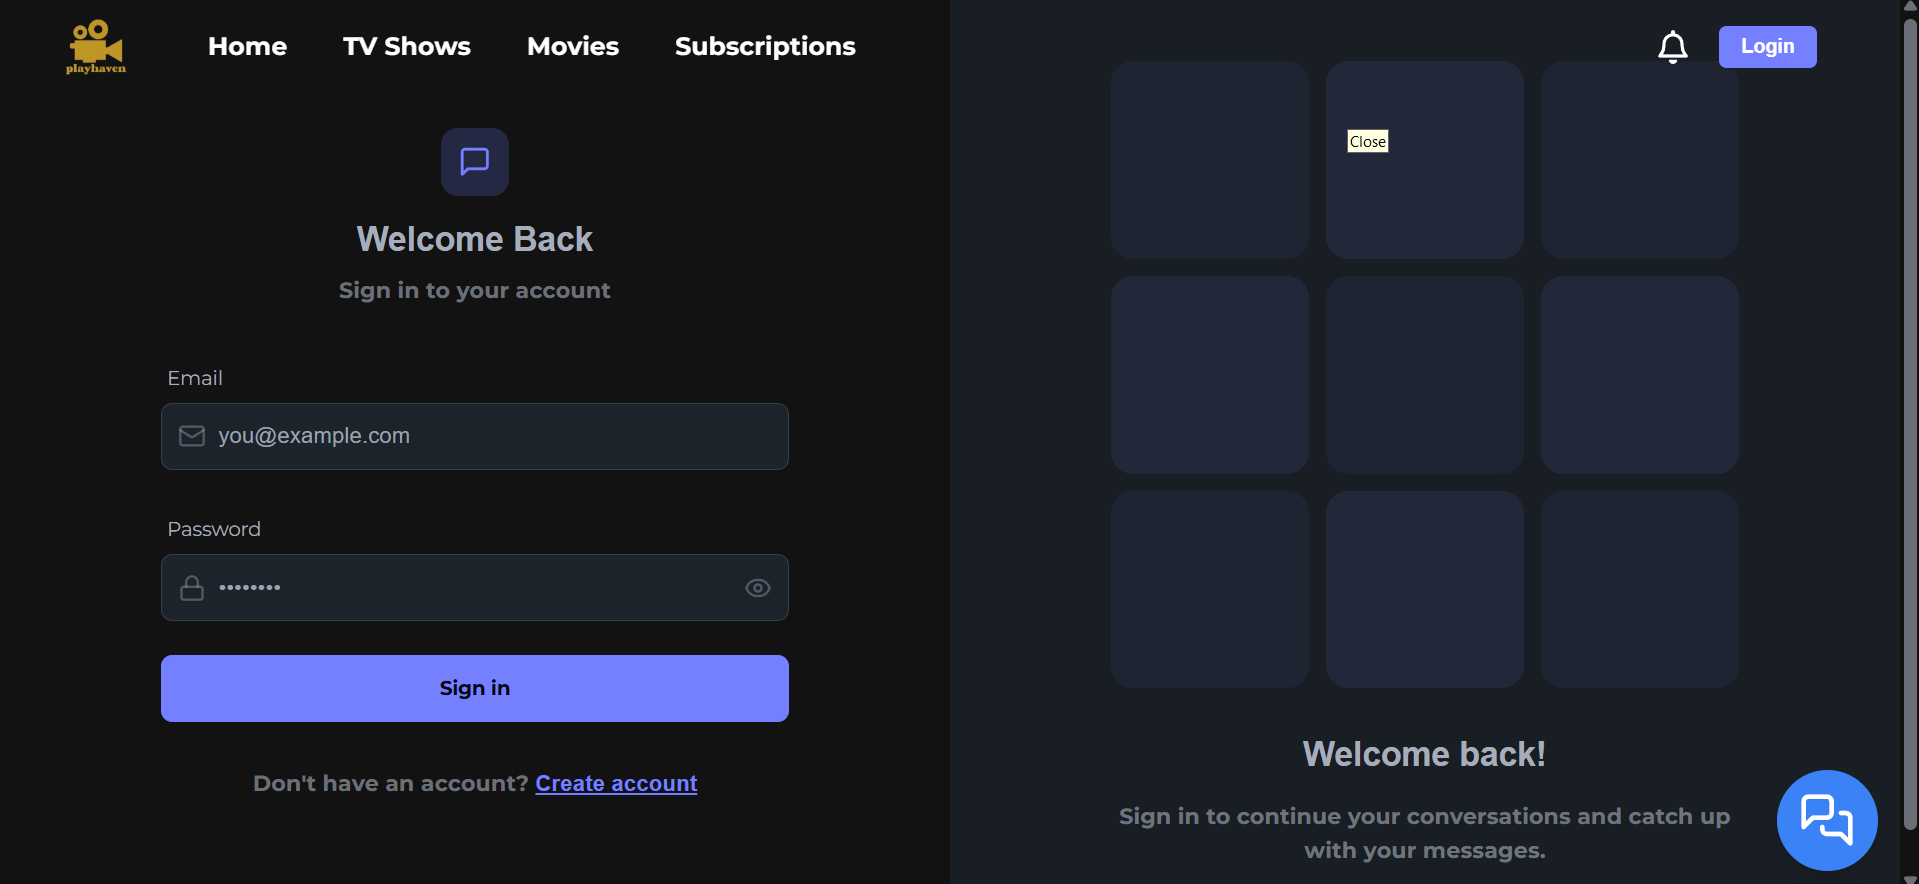 playhaven
Home
TV Shows
Movies
Subscriptions
Login
Close
Welcome Back
Sign in to your account
Email
you@example.com
Password
••••••••
Sign in
Don't have an account? Create account
Welcome back!
Sign in to continue your conversations and catch up
with your messages.